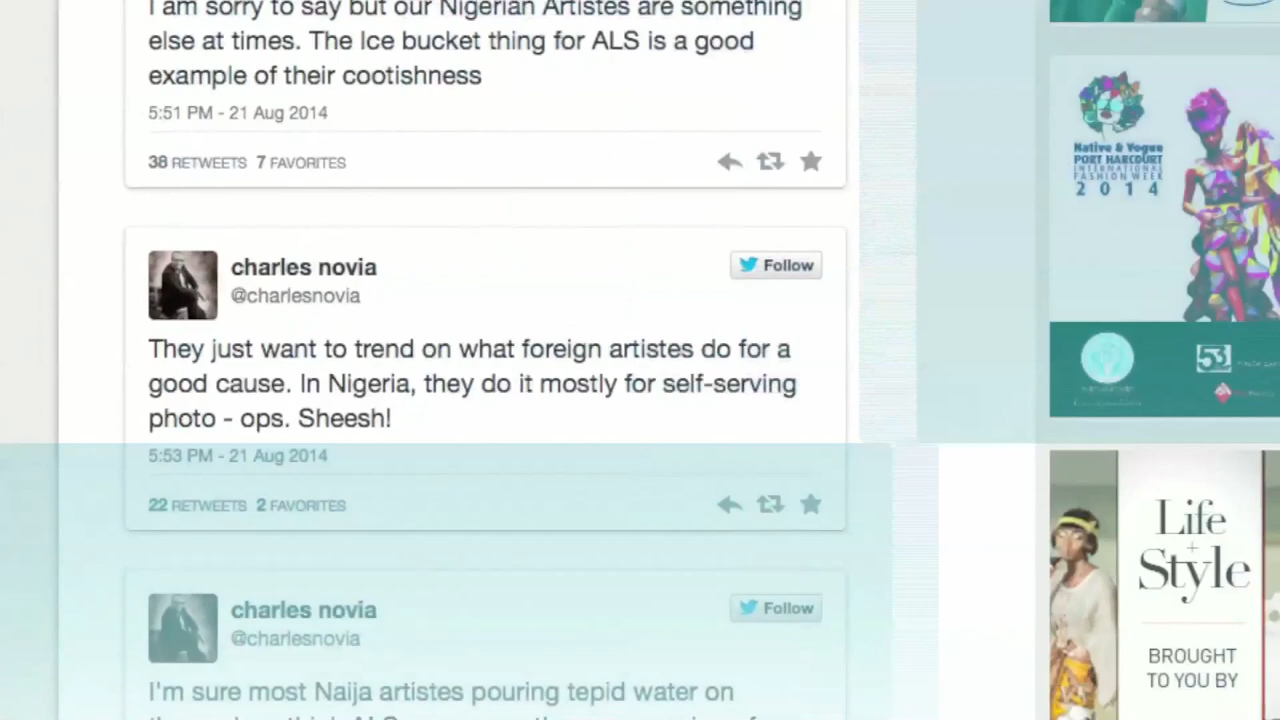 I am sorry to say but our Nigerian Artistes are something
else at times. The Ice bucket thing for ALS is a good
example of their cootishness
5:51 PM - 21 Aug 2014
38 RETWEETS 7 FAVORITES
charles novia
@charlesnovia
Follow
They just want to trend on what foreign artistes do for a
good cause. In Nigeria, they do it mostly for self-serving
photo - ops. Sheesh!
5:53 PM - 21 Aug 2014
22 RETWEETS 2 FAVORITES
charles novia
@charlesnovia
Follow
I'm sure most Naija artistes pouring tepid water on
Native & Vogue
PORT HARCOURT
INTERNATIONAL
FASHION WEEK
2014
53
Life
+
Style
BROUGHT
TO YOU BY